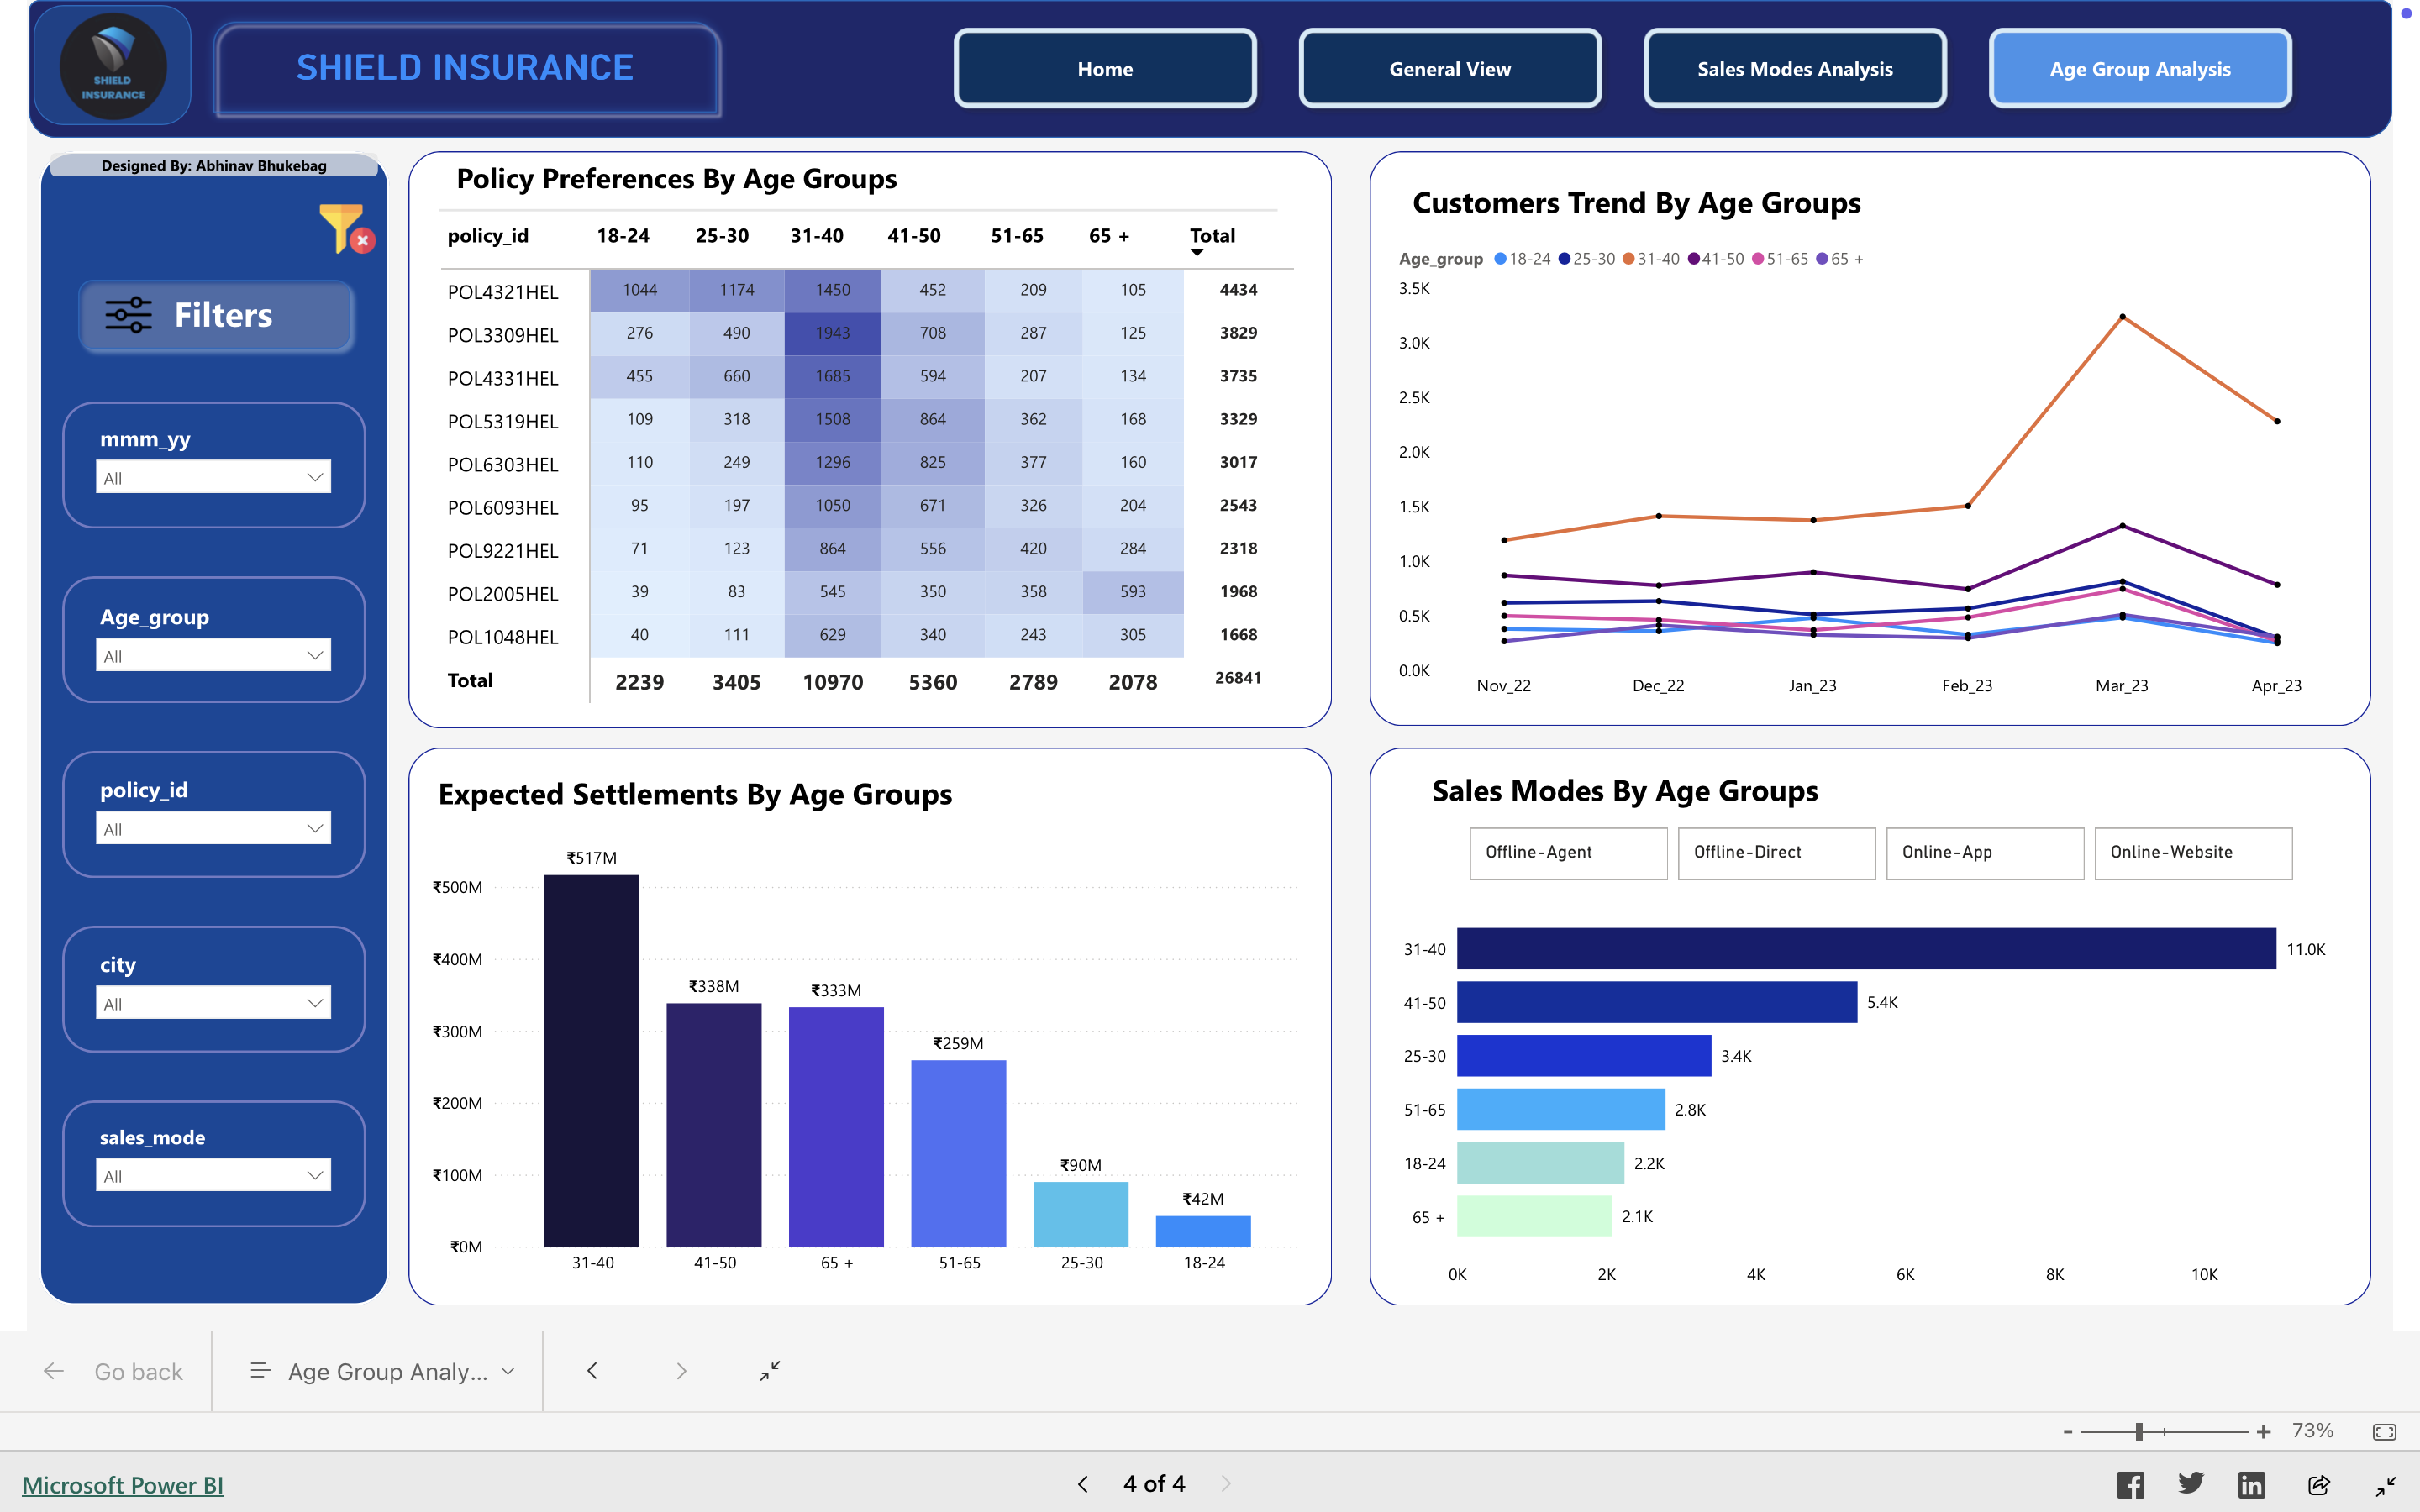 SHIELD
INSURANCE
SHIELD INSURANCE
Home
General View
Sales Modes Analysis
Age Group Analysis
Designed By: Abhinav Bhukebag
Filters
mmm_yy
All
Age_group
All
policy_id
All
city
All
sales_mode
All
Policy Preferences By Age Groups
policy_id 18-24 25-30 31-40 41-50 51-65 65 + Total
POL4321HEL 1044 1174 1450 452 209 105 4434
POL3309HEL 276 490 1943 708 287 125 3829
POL4331HEL 455 660 1685 594 207 134 3735
POL5319HEL 109 318 1508 864 362 168 3329
POL6303HEL 110 249 1296 825 377 160 3017
POL6093HEL 95 197 1050 671 326 204 2543
POL9221HEL 71 123 864 556 420 284 2318
POL2005HEL 39 83 545 350 358 593 1968
POL1048HEL 40 111 629 340 243 305 1668
Total 2239 3405 10970 5360 2789 2078 26841
Customers Trend By Age Groups
Age_group 18-24 25-30 31-40 41-50 51-65 65 +
3.5K
3.0K
2.5K
2.0K
1.5K
1.0K
0.5K
0.0K
Nov_22 Dec_22 Jan_23 Feb_23 Mar_23 Apr_23
Expected Settlements By Age Groups
₹517M
₹500M
₹400M
₹338M
₹333M
₹300M
₹259M
₹200M
₹100M
₹90M
₹42M
₹0M
31-40 41-50 65 + 51-65 25-30 18-24
Sales Modes By Age Groups
Offline-Agent Offline-Direct Online-App Online-Website
31-40 11.0K
41-50 5.4K
25-30 3.4K
51-65 2.8K
18-24 2.2K
65 + 2.1K
0K 2K 4K 6K 8K 10K
Go back
Age Group Analy...
- + 73%
Microsoft Power BI
4 of 4